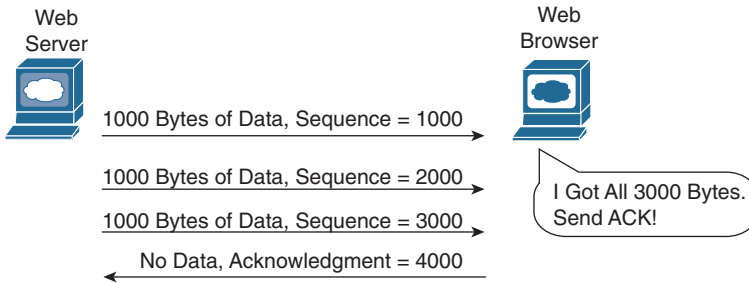 Web
Server
Web
Browser
1000 Bytes of Data, Sequence = 1000
1000 Bytes of Data, Sequence = 2000
1000 Bytes of Data, Sequence = 3000
No Data, Acknowledgment = 4000
I Got All 3000 Bytes.
Send ACK!